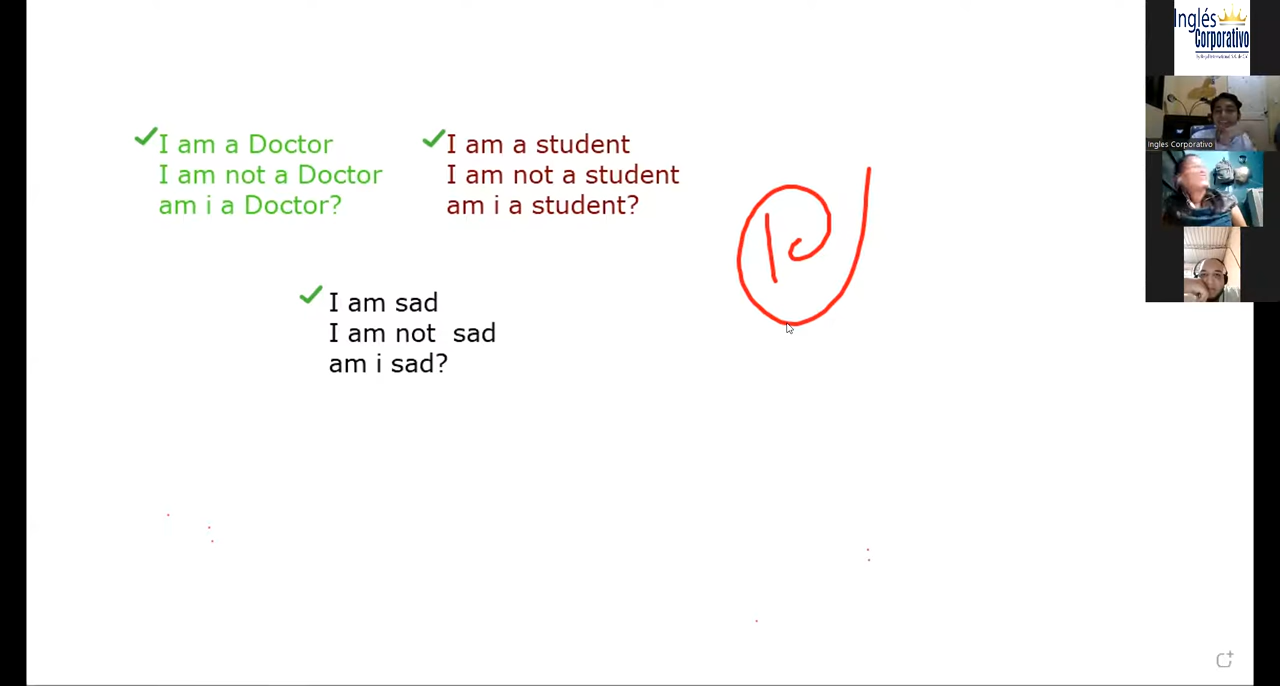 I am a Doctor
I am not a Doctor
am i a Doctor?
I am a student
I am not a student
am i a student?
I am sad
I am not  sad
am i sad?
Inglés
Corporativo
Ingles Corporativo